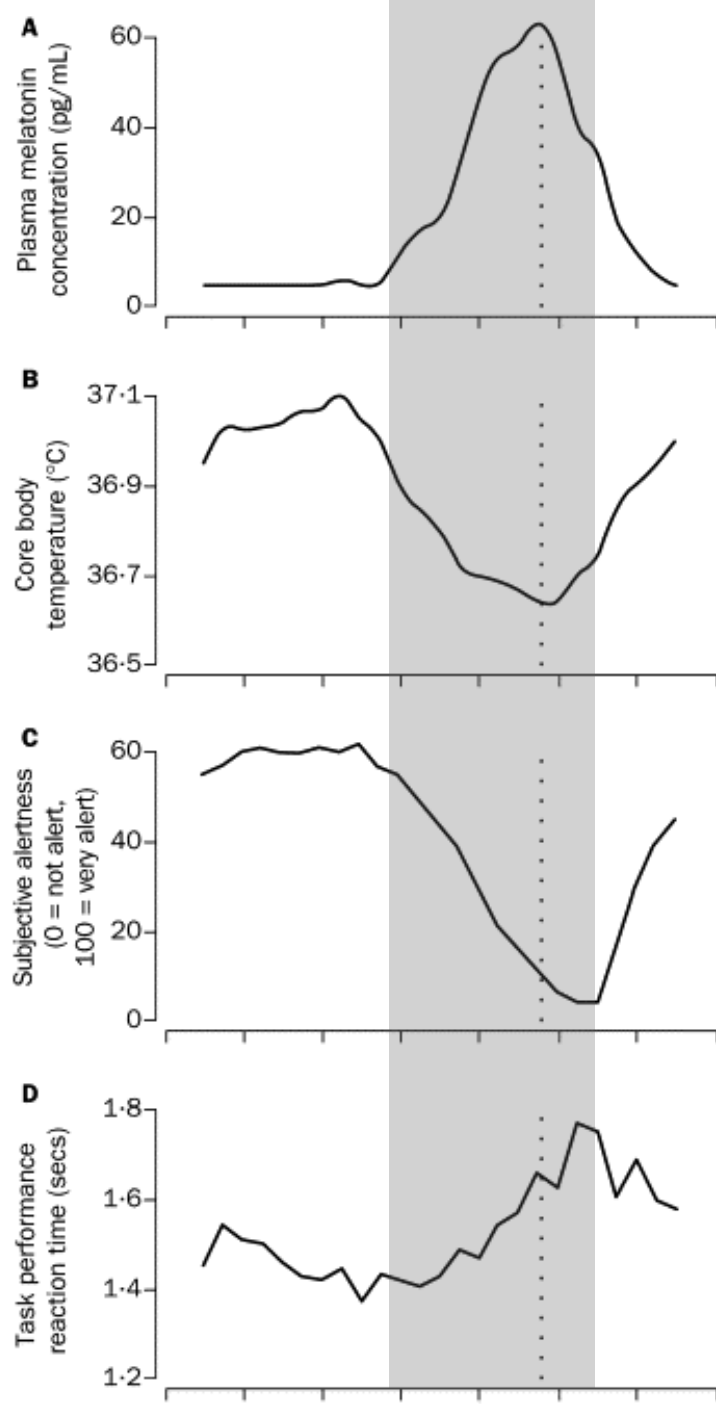 A
Plasma melatonin
concentration (pg/mL)
60
40
20
0
B
Core body
temperature (°C)
37·1
36·9
36·7
36·5
C
Subjective alertness
(0 = not alert,
100 = very alert)
60
40
20
0
D
Task performance
reaction time (secs)
1·8
1·6
1·4
1·2